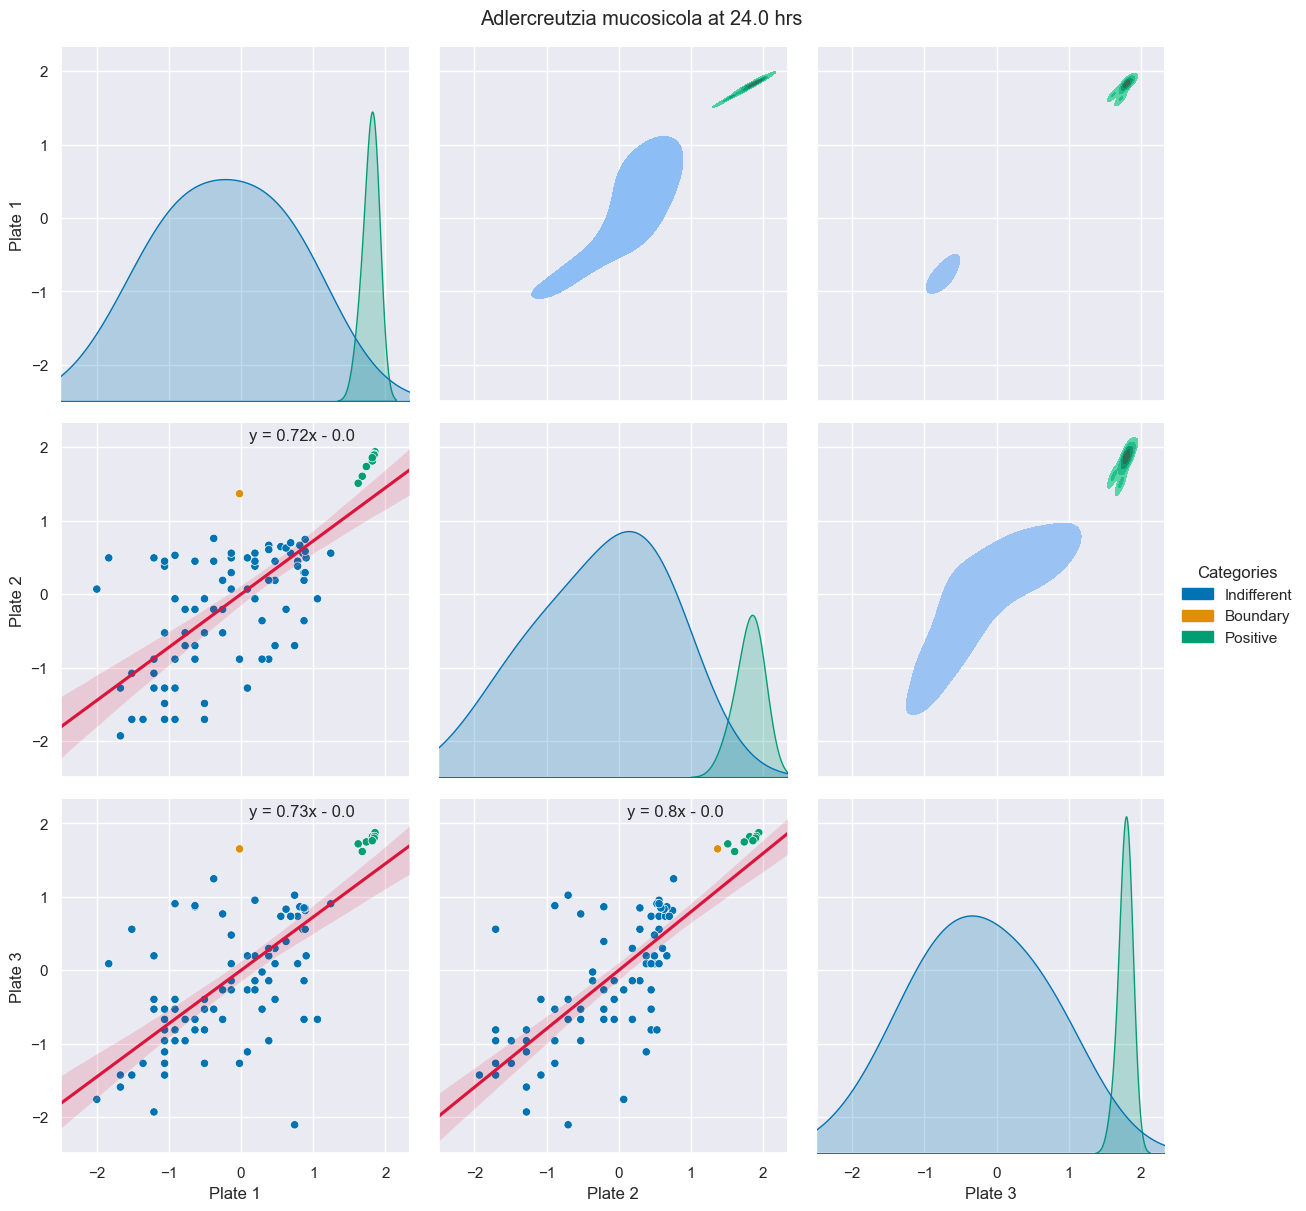 Adlercreutzia mucosicola at 24.0 hrs
2
1
0
−1
−2
Plate 1
y = 0.72x - 0.0
2
1
0
−1
−2
Plate 2
Categories
Indifferent
Boundary
Positive
y = 0.73x - 0.0
y = 0.8x - 0.0
2
1
0
−1
−2
Plate 3
−2 −1 0 1 2
−2 −1 0 1 2
−2 −1 0 1 2
Plate 1
Plate 2
Plate 3